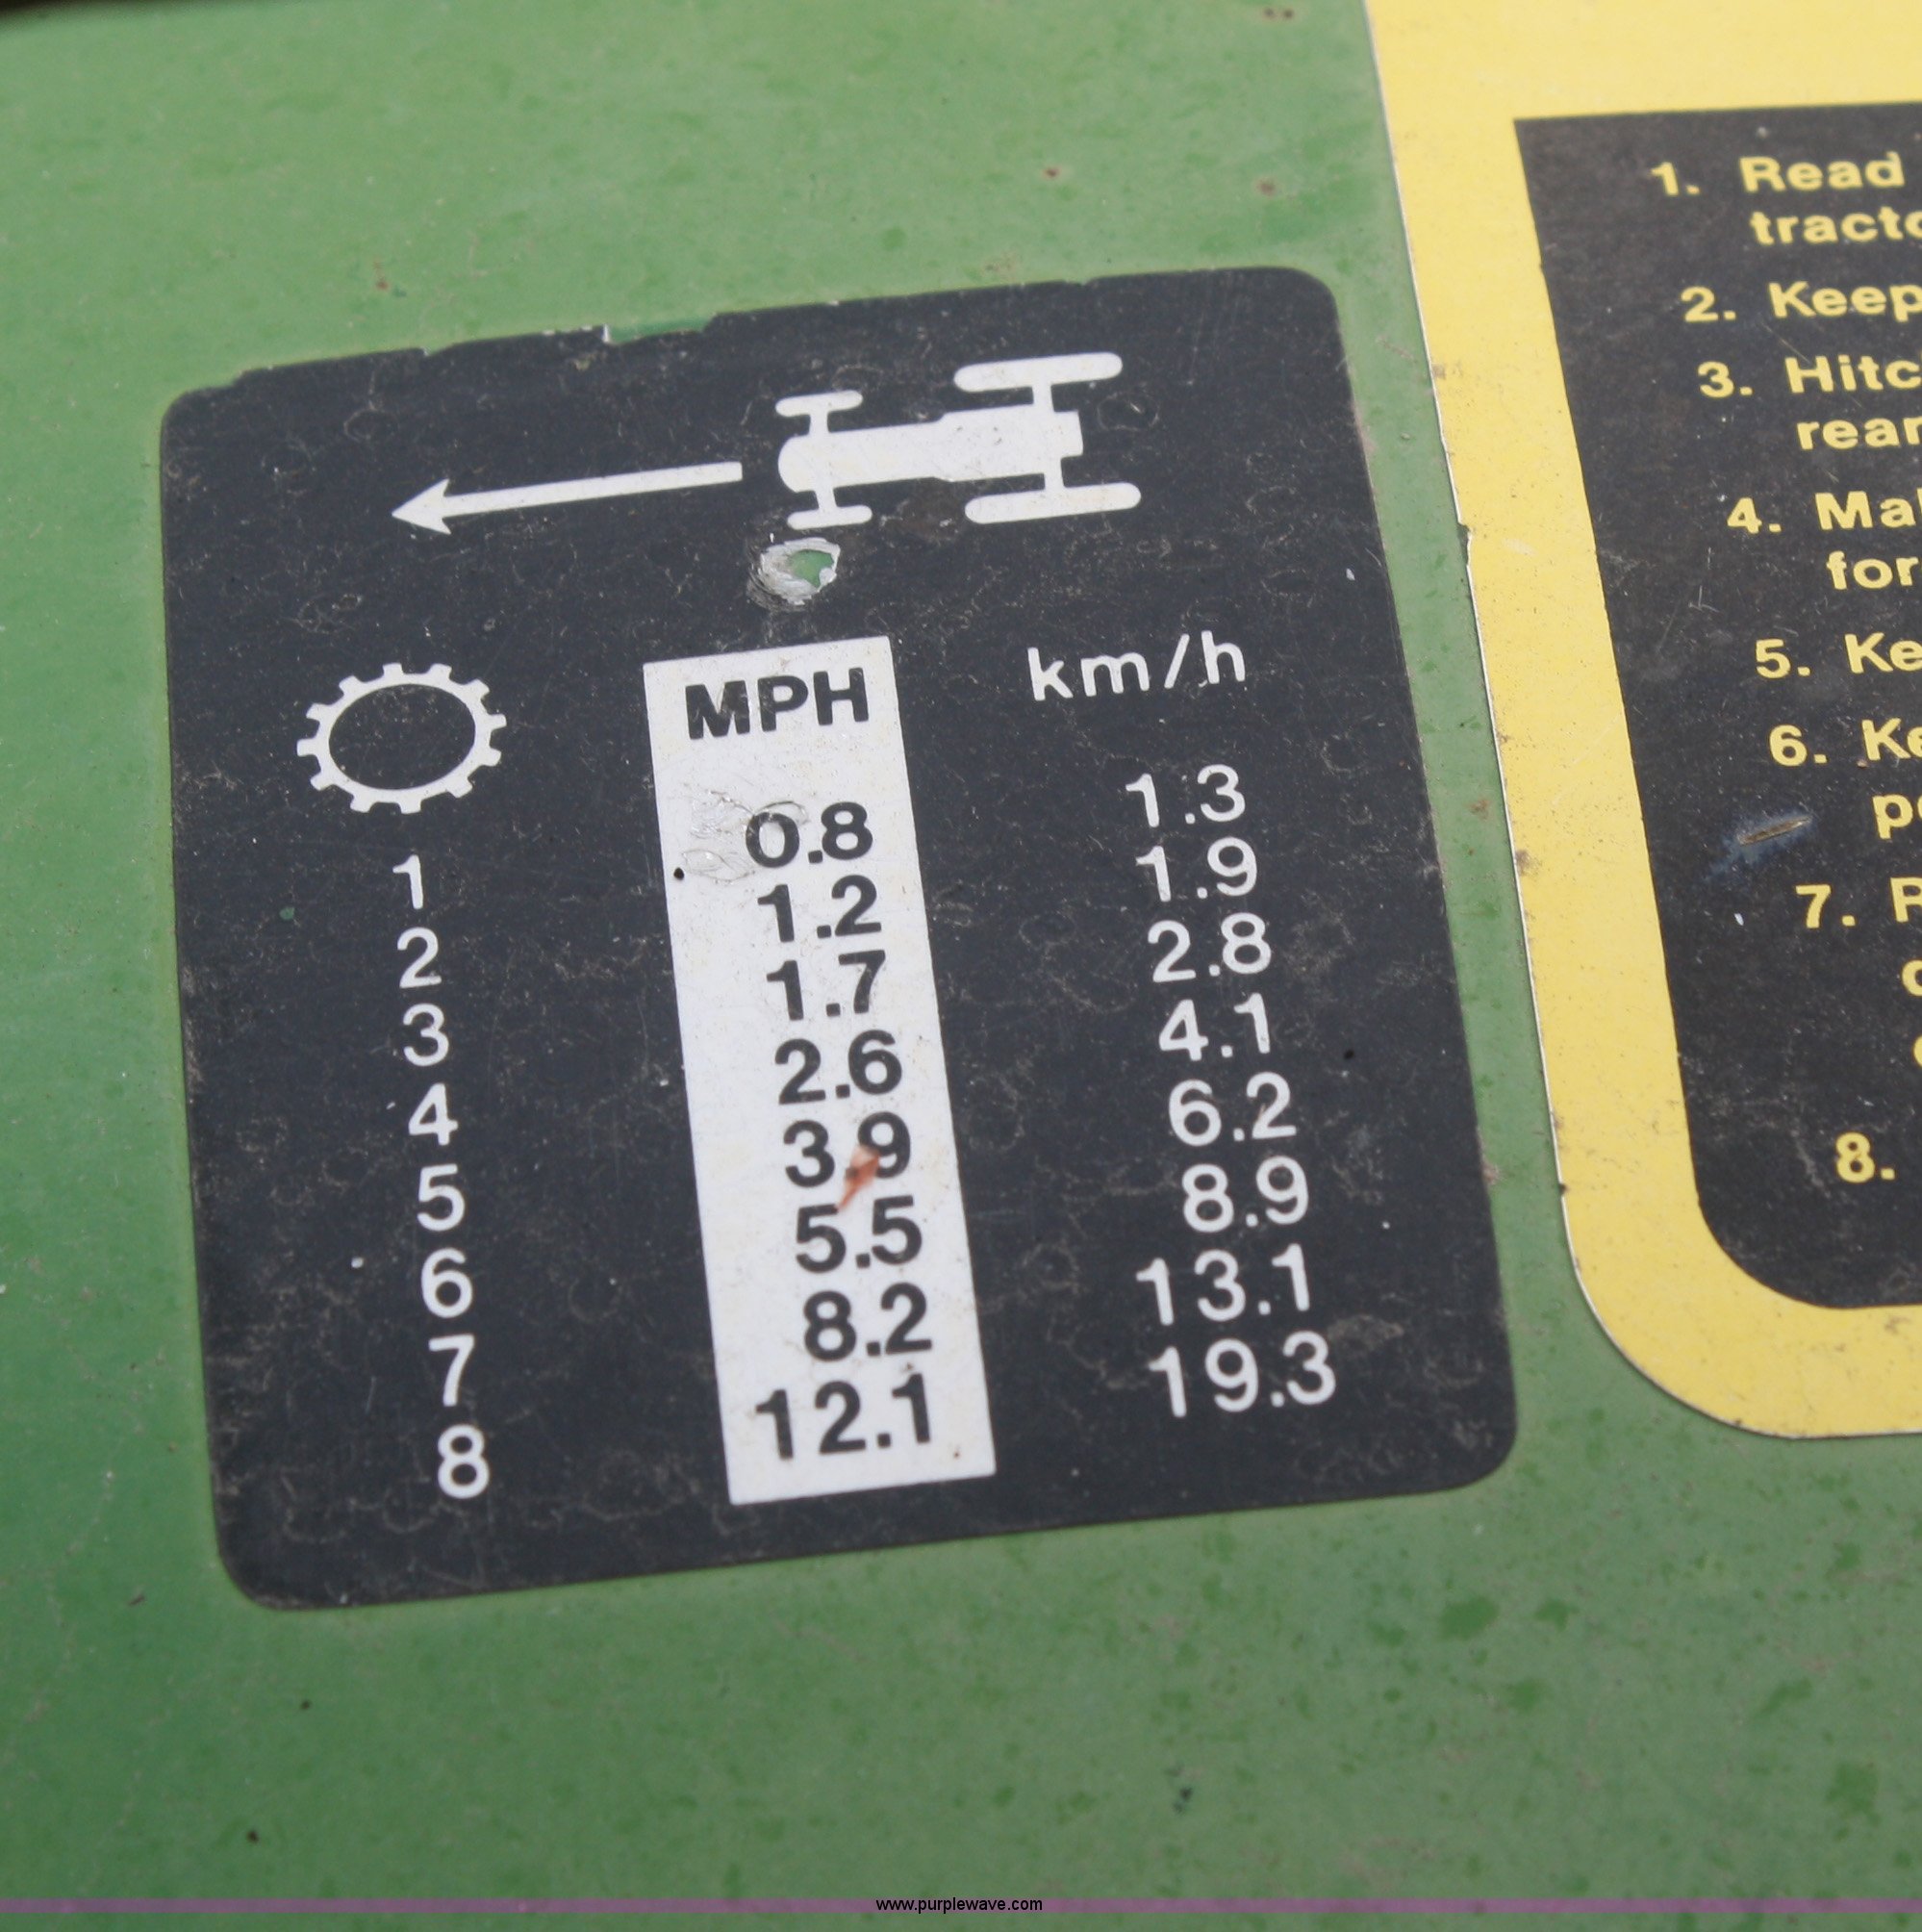 MPH km/h
1 0.8 1.3
2 1.2 1.9
3 1.7 2.8
4 2.6 4.1
5 3.9 6.2
6 5.5 8.9
7 8.2 13.1
8 12.1 19.3
1. Read
2. Keep
3. Hitc
rear
4.
for
5. Ke
6. Ke
7.
8.
www.purplewave.com